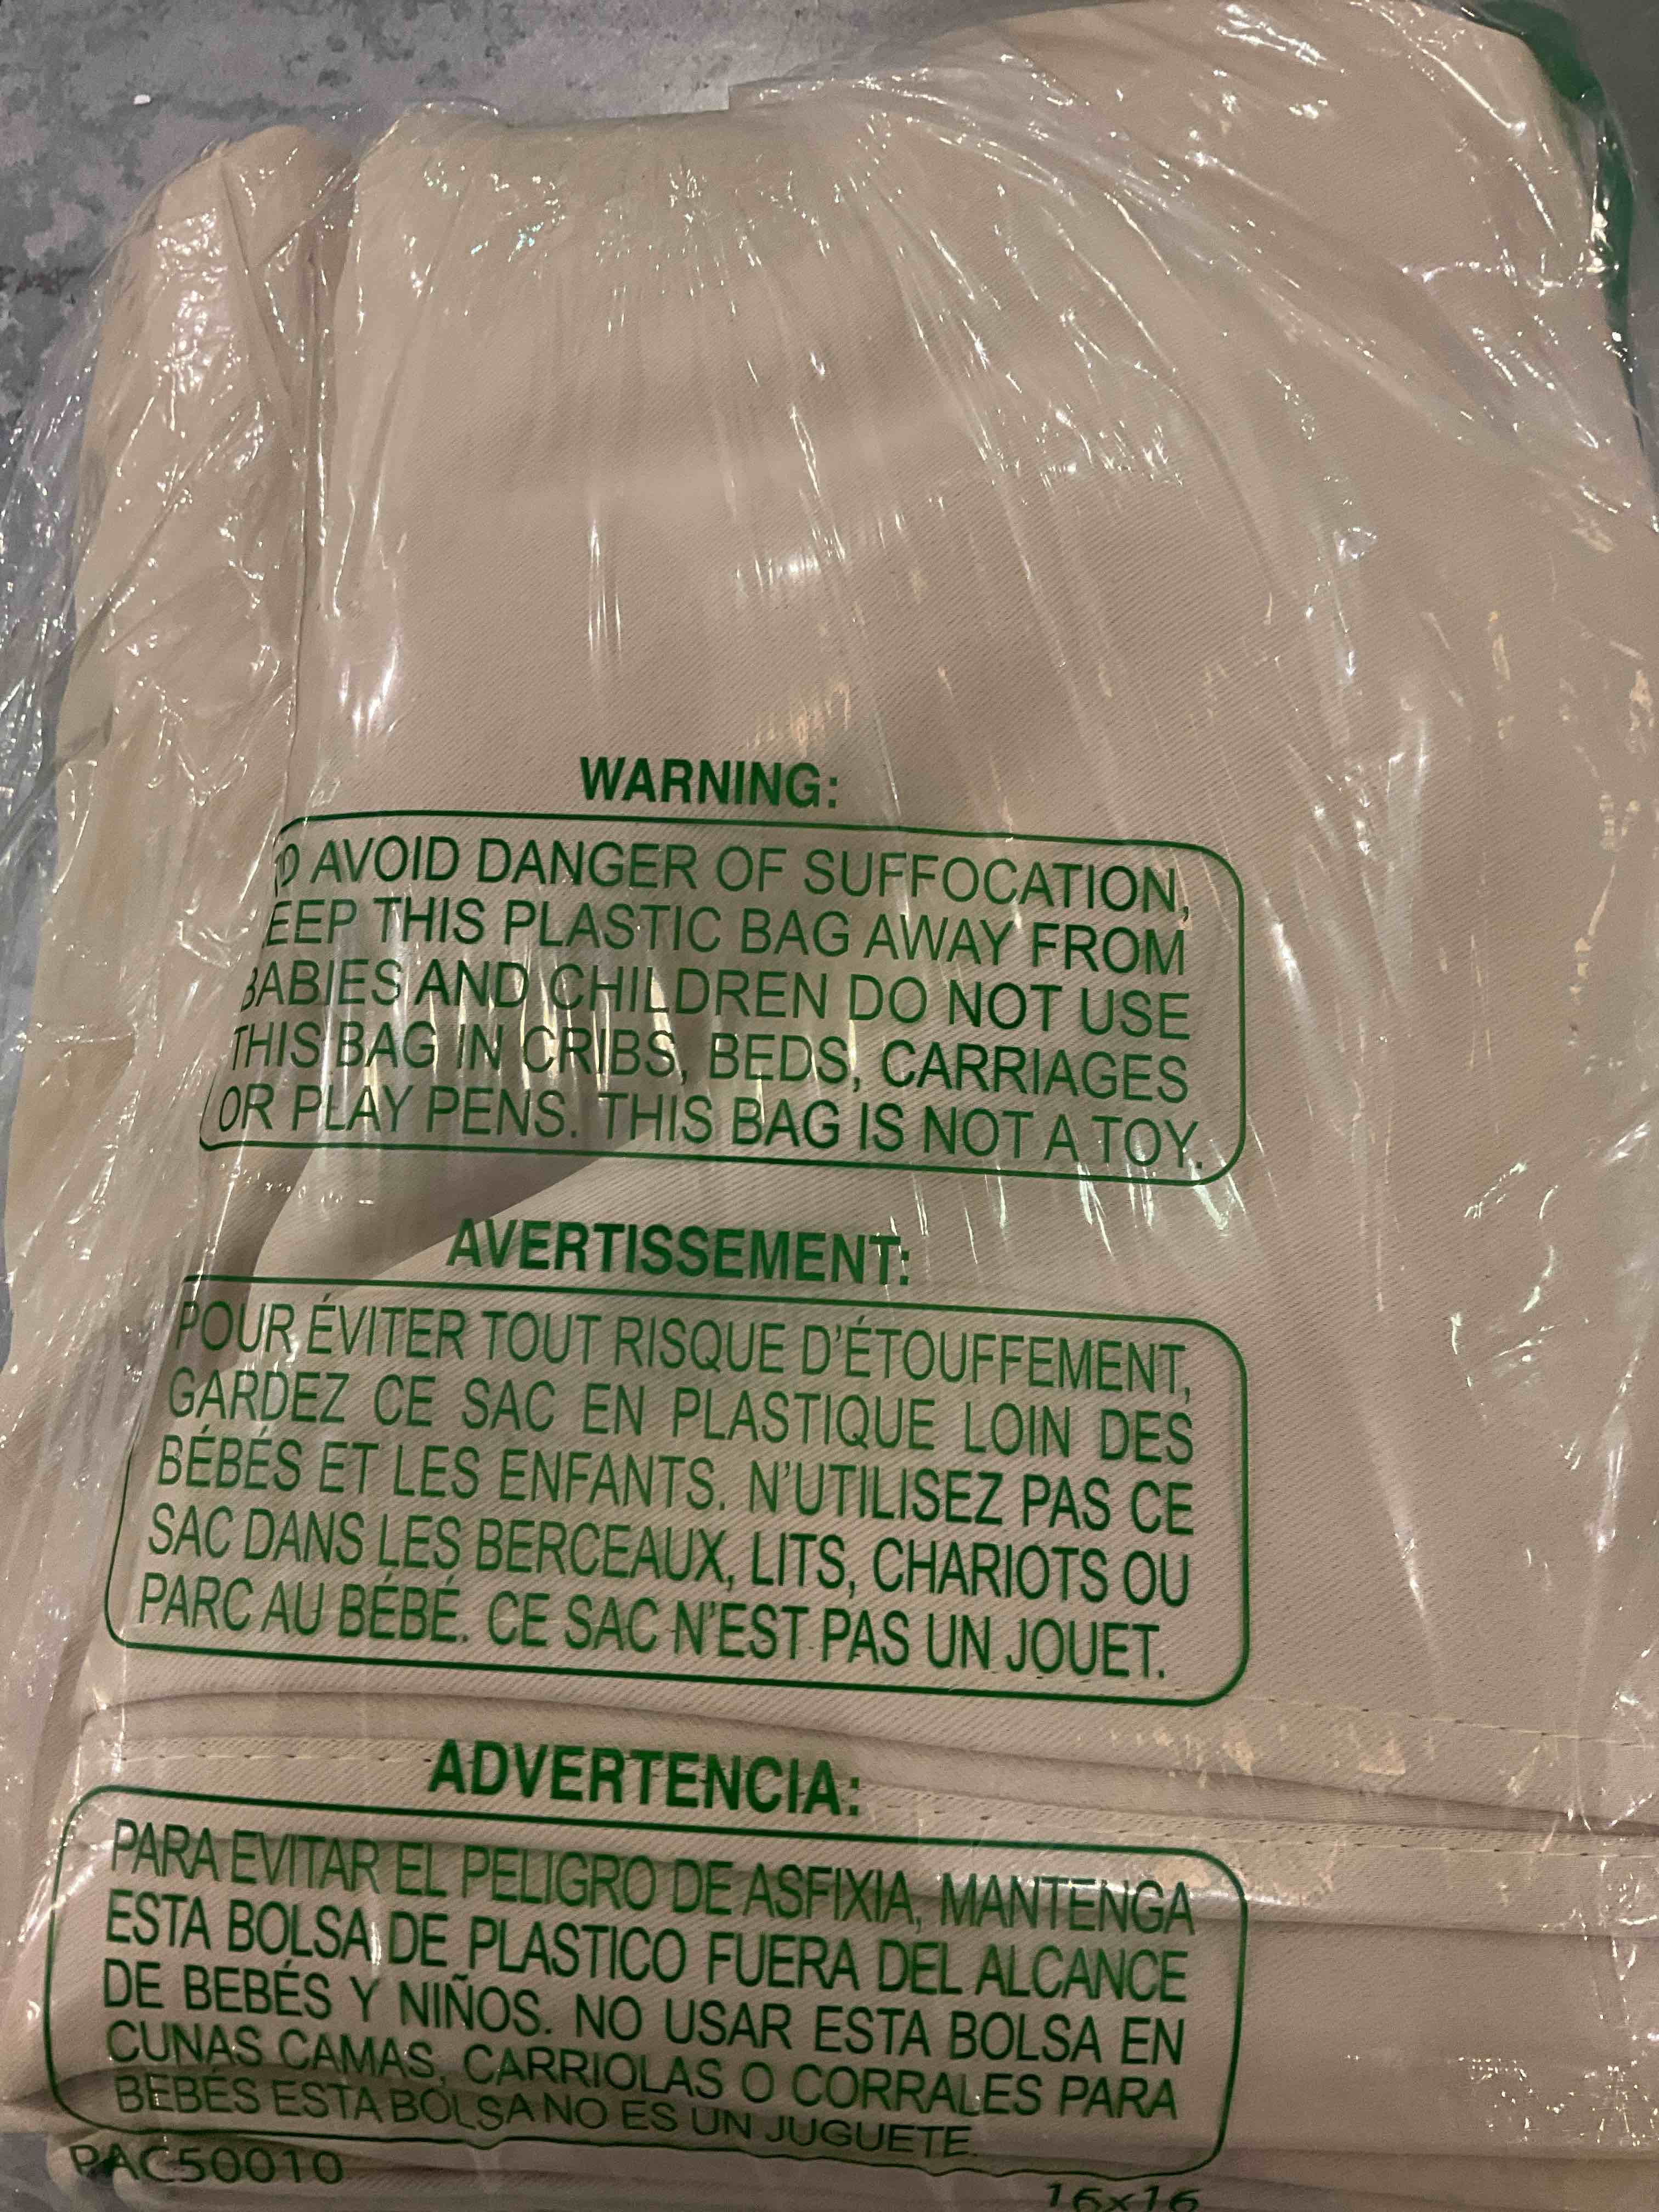 WARNING:
TO AVOID DANGER OF SUFFOCATION,
EEP THIS PLASTIC BAG AWAY FROM
BABIES AND CHILDREN DO NOT USE
THIS BAG IN CRIBS, BEDS, CARRIAGES
OR PLAY PENS. THIS BAG IS NOT A TOY.
AVERTISSEMENT:
POUR ÉVITER TOUT RISQUE D'ÉTOUFFEMENT,
GARDEZ CE SAC EN PLASTIQUE LOIN DES
BÉBÉS ET LES ENFANTS. N'UTILISEZ PAS CE
SAC DANS LES BERCEAUX, LITS, CHARIOTS OU
PARC AU BÉBÉ. CE SAC N'EST PAS UN JOUET.
ADVERTENCIA:
PARA EVITAR EL PELIGRO DE ASFIXIA, MANTENGA
ESTA BOLSA DE PLASTICO FUERA DEL ALCANCE
DE BEBÉS Y NIÑOS. NO USAR ESTA BOLSA EN
CUNAS CAMAS, CARRIOLAS O CORRALES PARA
BEBÉS ESTA BOLSA NO ES UN JUGUETE.
PAC50010
16x16